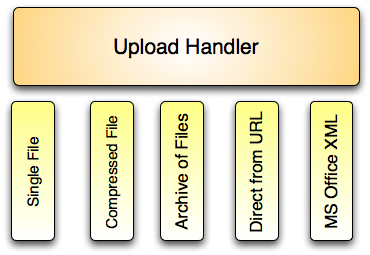 Upload Handler
Single File
Compressed File
Archive of Files
Direct from URL
MS Office XML